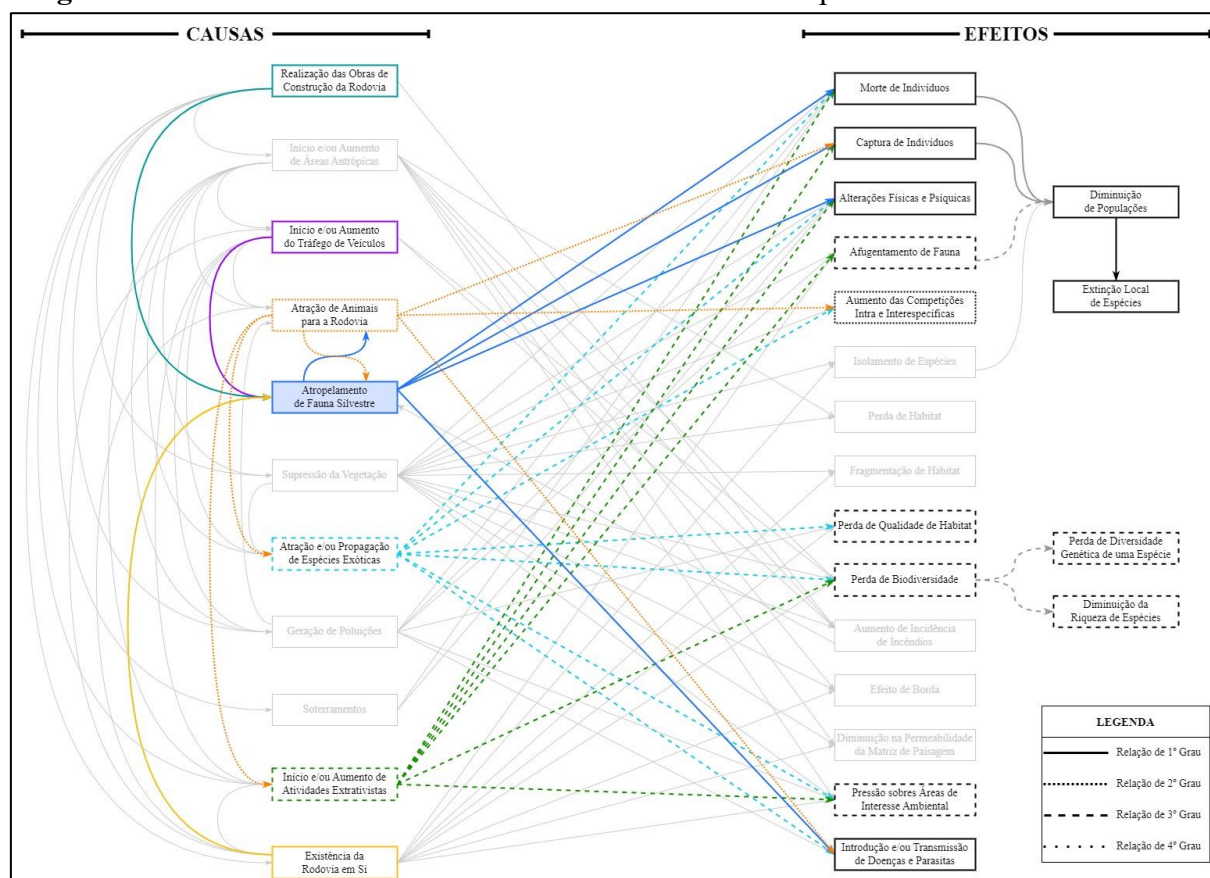 CAUSAS
EFEITOS
Realização das Obras de
Construção da Rodovia
Início e/ou Aumento
de Áreas Antrópicas
Início e/ou Aumento
do Tráfego de Veículos
Atração de Animais
para a Rodovia
Atropelamento
de Fauna Silvestre
Supressão da Vegetação
Atração e/ou Propagação
de Espécies Exóticas
Geração de Poluições
Soterramentos
Início e/ou Aumento de
Atividades Extrativistas
Existência da
Rodovia em Si
Morte de Indivíduos
Captura de Indivíduos
Alterações Físicas e Psíquicas
Afugentamento de Fauna
Aumento das Competições
Intra e Interespecíficas
Isolamento de Espécies
Perda de Habitat
Fragmentação de Habitat
Perda de Qualidade de Habitat
Perda de Biodiversidade
Aumento de Incidência
de Incêndios
Efeito de Borda
Diminuição na Permeabilidade
da Matriz de Paisagem
Pressão sobre Áreas de
Interesse Ambiental
Introdução e/ou Transmissão
de Doenças e Parasitas
Diminuição
de Populações
Extinção Local
de Espécies
Perda de Diversidade
Genética de uma Espécie
Diminuição da
Riqueza de Espécies
LEGENDA
Relação de 1º Grau
Relação de 2º Grau
Relação de 3º Grau
Relação de 4º Grau